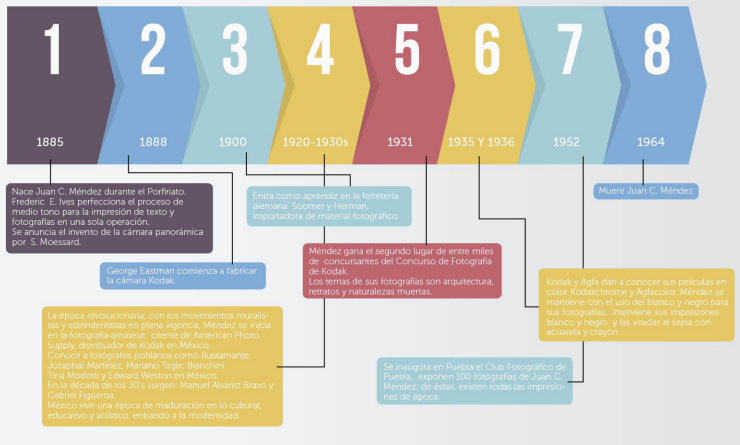 1
2
3
4
5
6
7
8
1885
1888
1900
1920-1930s
1931
1935 Y 1936
1952
1964
Nace Juan C. Méndez durante el Porfiriato.
Frederic E. Ives perfecciona el proceso de
medio tono para la impresión de texto y
fotografías en una sola operación.
Se anuncia el invento de la cámara panorámica
por S. Moessard.
George Eastman comienza a fabricar
la cámara Kodak.
Entra como aprendiz en la ferretería
alemana Soomer y Herman,
importadora de material fotográfico.
La época revolucionaria, con los movimientos muralis-
tas y estrindentistas en plena vigencia, Méndez se inicia
en la fotografía amateur, cliente de American Photo
Supply, distribuidor de Kodak en México.
Conoce a fotógrafos poblanos como Bustamante,
Josaphat Martínez, Mariano Tagle, Bianchini
Tina Modotti y Edward Weston en México.
En la década de los 30's surgen: Manuel Alvarez Bravo y
Gabriel Figueroa.
México vive una época de maduración en lo cultural,
educativo y artístico, entrando a la modernidad.
Méndez gana el segundo lugar de entre miles
de concursantes del Concurso de Fotografía
de Kodak.
Los temas de sus fotografías son arquitectura,
retratos y naturalezas muertas.
Kodak y Agfa dan a conocer sus películas en
color Kodakchrome y Agfacolor. Méndez se
mantiene con el uso del blanco y negro para
sus fotografías. Interviene sus impresiones
blanco y negro y las viradas al sepia con
acuarela y crayón.
Se inaugura en Puebla el Club Fotográfico de
Puebla, exponen 100 fotografías de Juan C.
Méndez; de éstas, existen todas las impresio-
nes de época.
Muere Juan C. Méndez